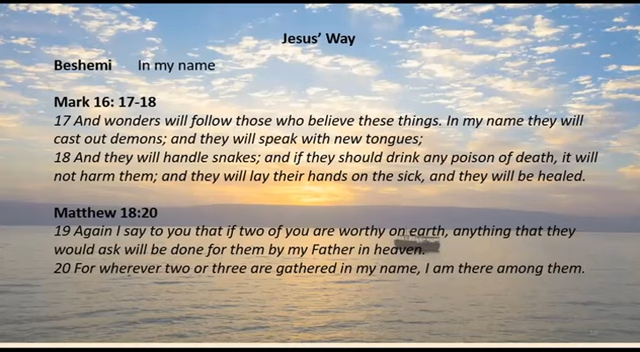 Jesus’ Way
Beshemi In my name
Mark 16: 17-18
17 And wonders will follow those who believe these things. In my name they will
cast out demons; and they will speak with new tongues;
18 And they will handle snakes; and if they should drink any poison of death, it will
not harm them; and they will lay their hands on the sick, and they will be healed.
Matthew 18:20
19 Again I say to you that if two of you are worthy on earth, anything that they
would ask will be done for them by my Father in heaven.
20 For wherever two or three are gathered in my name, I am there among them.